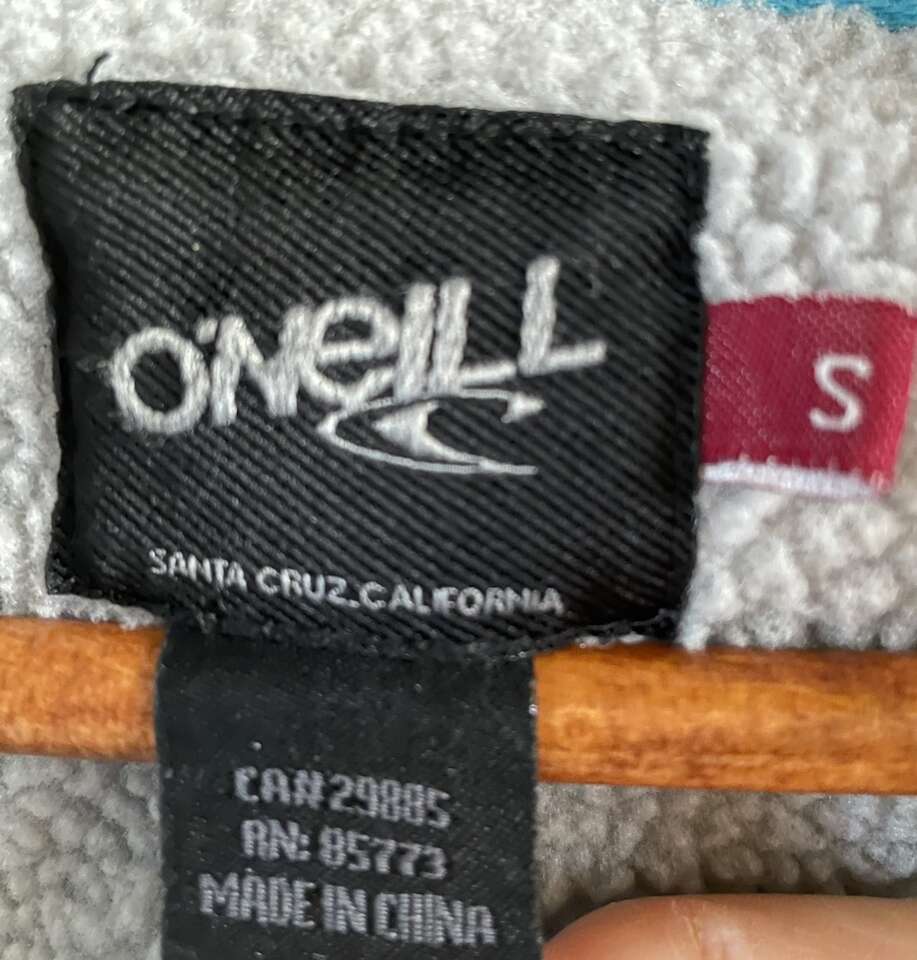 O'NEILL
S
SANTA CRUZ.CALIFORNIA
CA# 29885
RN: 85773
MADE IN CHINA